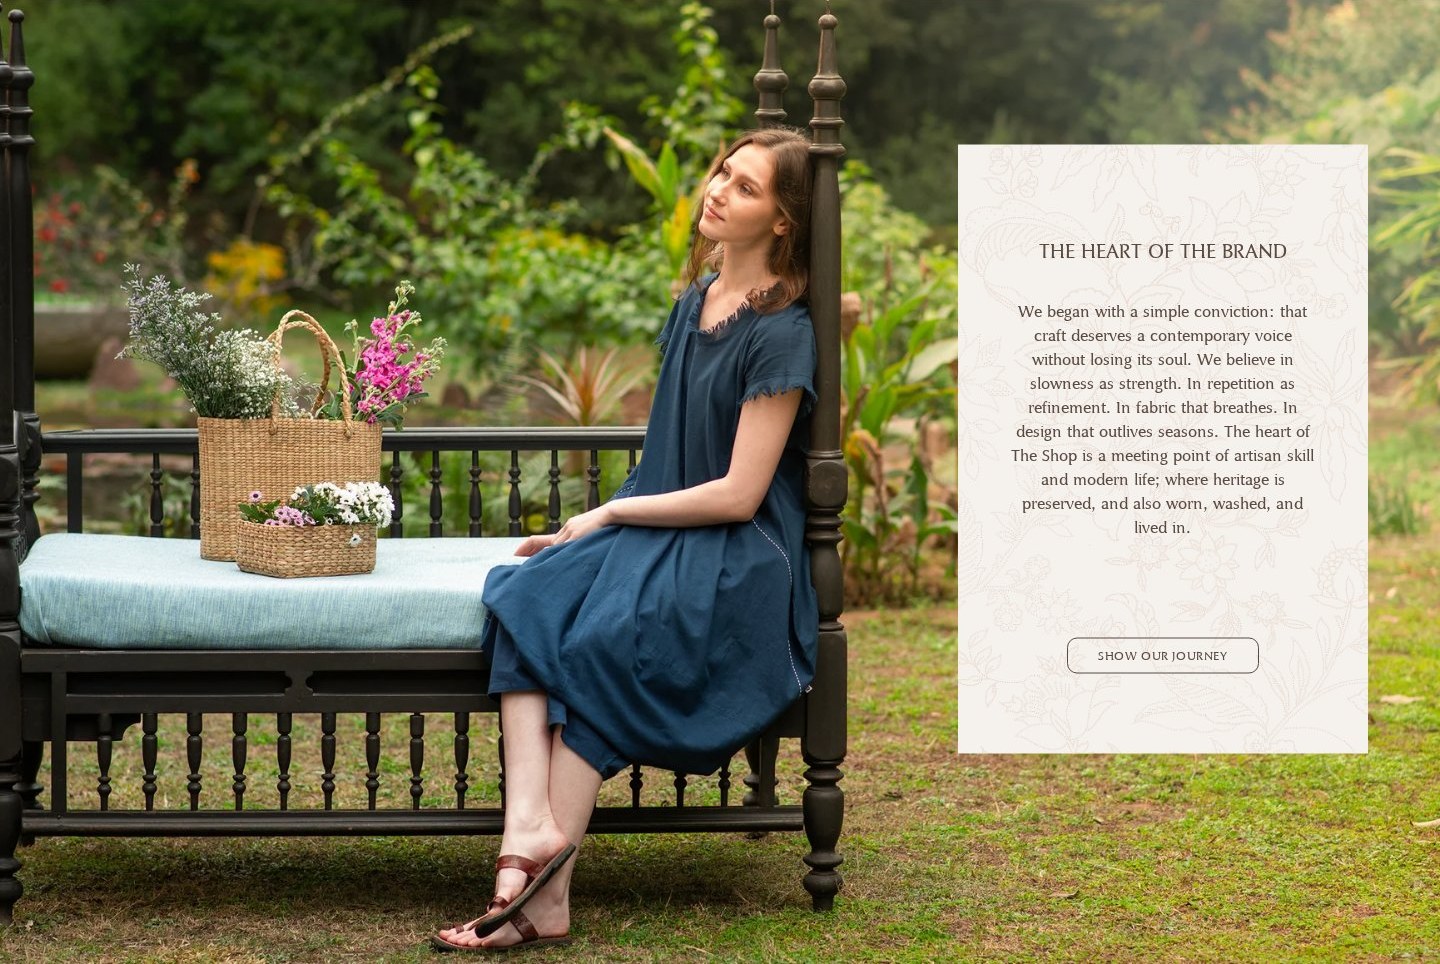 THE HEART OF THE BRAND
We began with a simple conviction: that
craft deserves a contemporary voice
without losing its soul. We believe in
slowness as strength. In repetition as
refinement. In fabric that breathes. In
design that outlives seasons. The heart of
The Shop is a meeting point of artisan skill
and modern life; where heritage is
preserved, and also worn, washed, and
lived in.
SHOW OUR JOURNEY